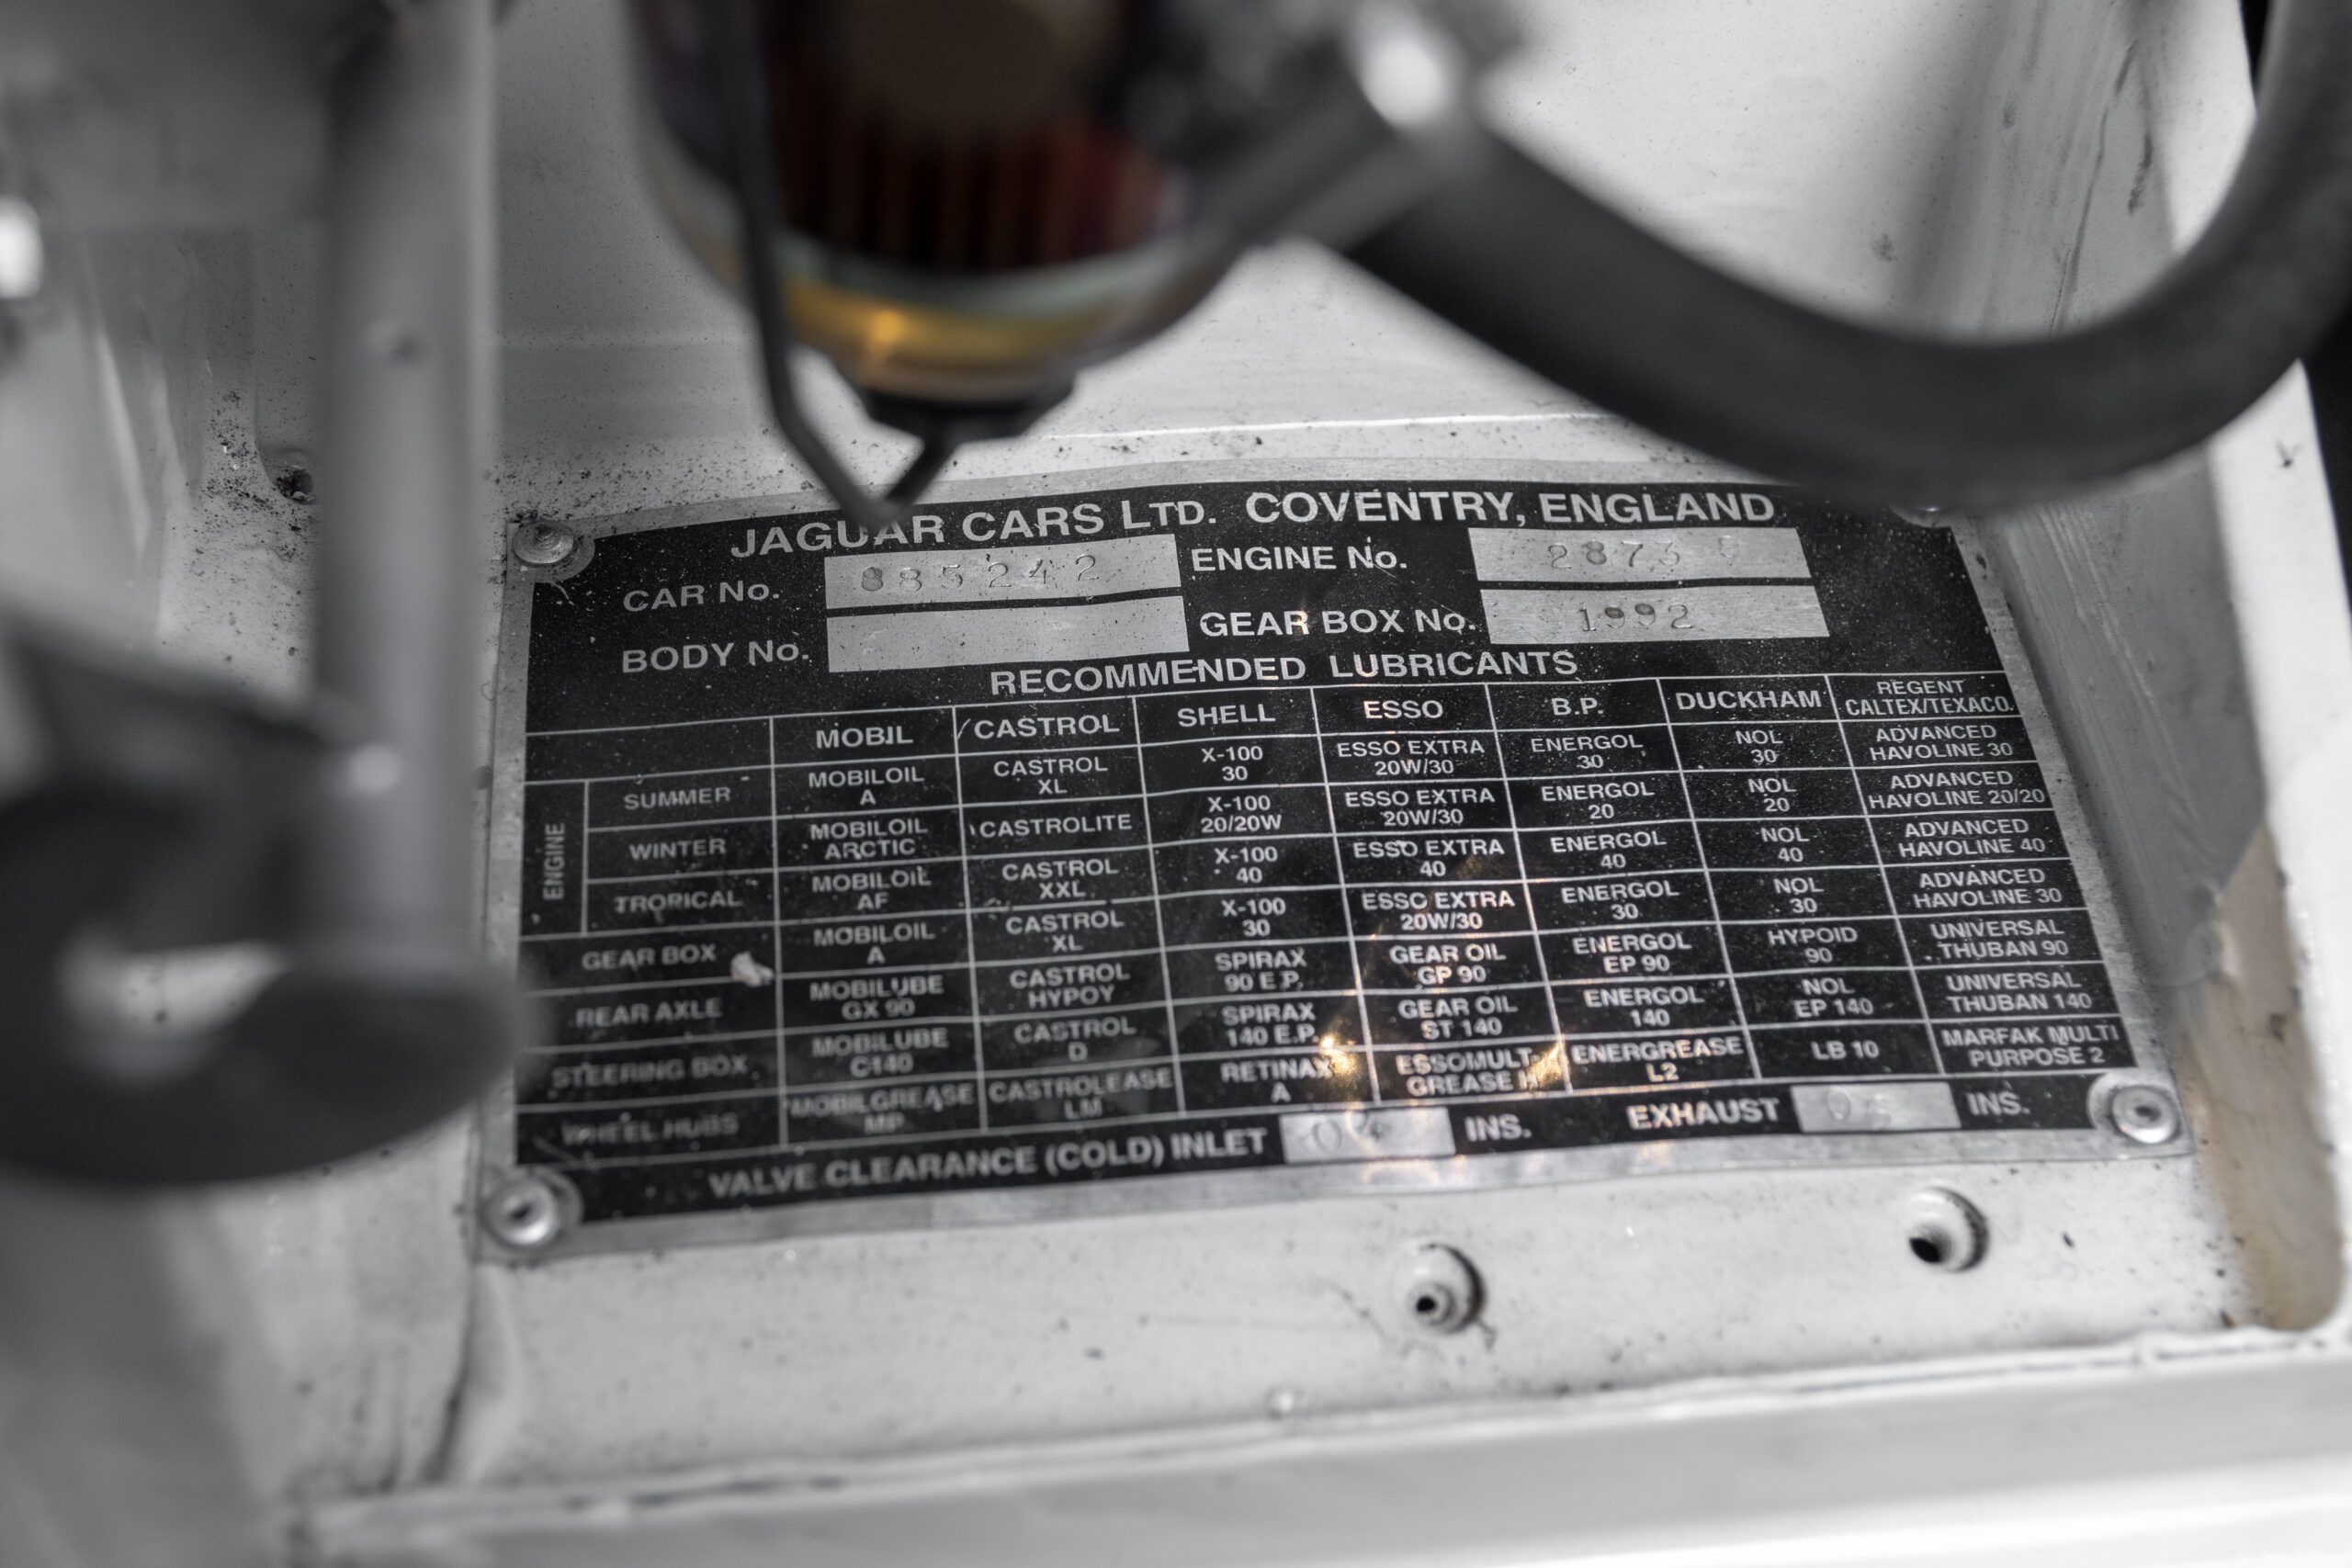 JAGUAR CARS LTD. COVENTRY, ENGLAND
CAR No. 885242 ENGINE No.
BODY No. GEAR BOX No. 1992
RECOMMENDED LUBRICANTS
MOBIL CASTROL SHELL ESSO B.P. DUCKHAM REGENT
CALTEX/TEXACO.
ENGINE
SUMMER MOBILOIL A CASTROL XL X-100 30 ESSO EXTRA 20W/30 ENERGOL 30 NOL 30 ADVANCED HAVOLINE 30
WINTER MOBILOIL ARCTIC CASTROLITE X-100 20/20W ESSO EXTRA 20W/30 ENERGOL 20 NOL 20 ADVANCED HAVOLINE 20/20
TROPICAL MOBILOIL AF CASTROL XXL X-100 40 ESSO EXTRA 40 ENERGOL 40 NOL 40 ADVANCED HAVOLINE 40
GEAR BOX MOBILOIL A CASTROL XL X-100 30 ESSO EXTRA 20W/30 ENERGOL 30 NOL 30 ADVANCED HAVOLINE 30
REAR AXLE MOBILUBE GX 90 CASTROL HYPOY SPIRAX 90 E.P. GEAR OIL GP 90 ENERGOL EP 90 HYPOID 90 UNIVERSAL THUBAN 90
STEERING BOX MOBILUBE C140 CASTROL D SPIRAX 140 E.P. GEAR OIL ST 140 ENERGOL 140 NOL EP 140 UNIVERSAL THUBAN 140
WHEEL HUBS MOBILGREASE MP CASTROLEASE LM RETINAX A GREASE H ENERGREASE L2 LB 10 MARFAK MULTI PURPOSE 2
VALVE CLEARANCE (COLD) INLET INS. EXHAUST INS.